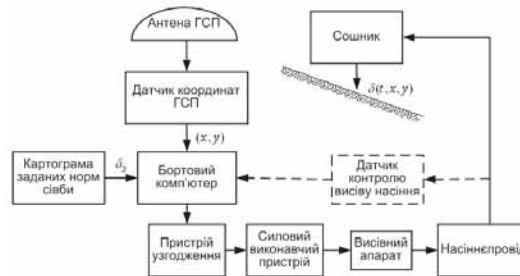 Антена ГСП
Датчик координат
ГСП
(x, y)
Сошник
δ(t, x, y)
Картограма
заданих норм
сівби
δ₃
Бортовий
комп'ютер
Датчик
контролю
висіву насіння
Пристрій
узгодження
Силовий
виконавчий
пристрій
Висівний
апарат
Насіннєпровід